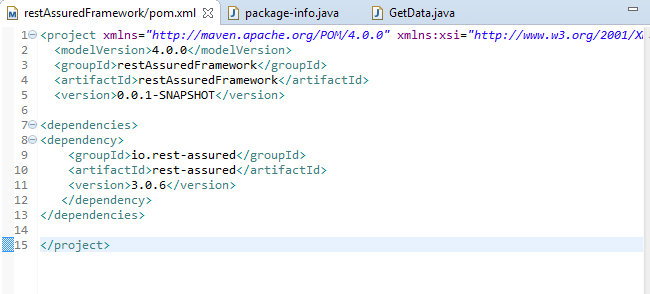 restAssuredFramework/pom.xml package-info.java GetData.java
1 <project xmlns="http://maven.apache.org/POM/4.0.0" xmlns:xsi="http://www.w3.org/2001/X
2 <modelVersion>4.0.0</modelVersion>
3 <groupId>restAssuredFramework</groupId>
4 <artifactId>restAssuredFramework</artifactId>
5 <version>0.0.1-SNAPSHOT</version>
6
7 <dependencies>
8 <dependency>
9 <groupId>io.rest-assured</groupId>
10 <artifactId>rest-assured</artifactId>
11 <version>3.0.6</version>
12 </dependency>
13 </dependencies>
14
15 </project>